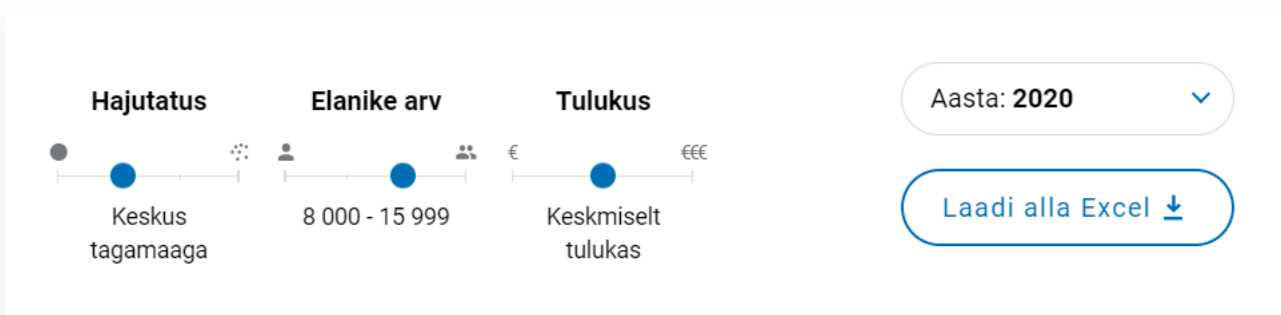 Hajutatus
Elanike arv
Tulukus
€
€€€
Keskus
tagamaaga
8 000 - 15 999
Keskmiselt
tulukas
Aasta: 2020
Laadi alla Excel